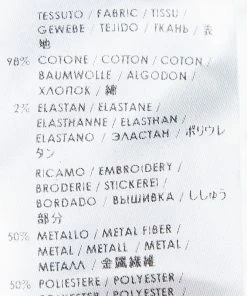 TESSUTO / FABRIC / TISSU /
GEWEBE / TEJIDO / ТКАНЬ / 表
地
98% COTONE / COTTON / COTON /
BAUMWOLLE / ALGODON /
ХЛОПОК / 綿
2% ELASTAN / ELASTANE /
ELASTHANNE / ELASTHAN /
ELASTANO / ЭЛАСТАН / ポリウレ
タン
RICAMO / EMBROIDERY /
BRODERIE / STICKEREI /
BORDADO / ВЫШИВКА / ししゅう
部分
50% METALLO / METAL FIBER /
METAL / METALL / METAL /
МЕТАЛЛ / 金属繊維
50% POLIESTERE / POLYESTER /
POLYESTER / POLYESTER /